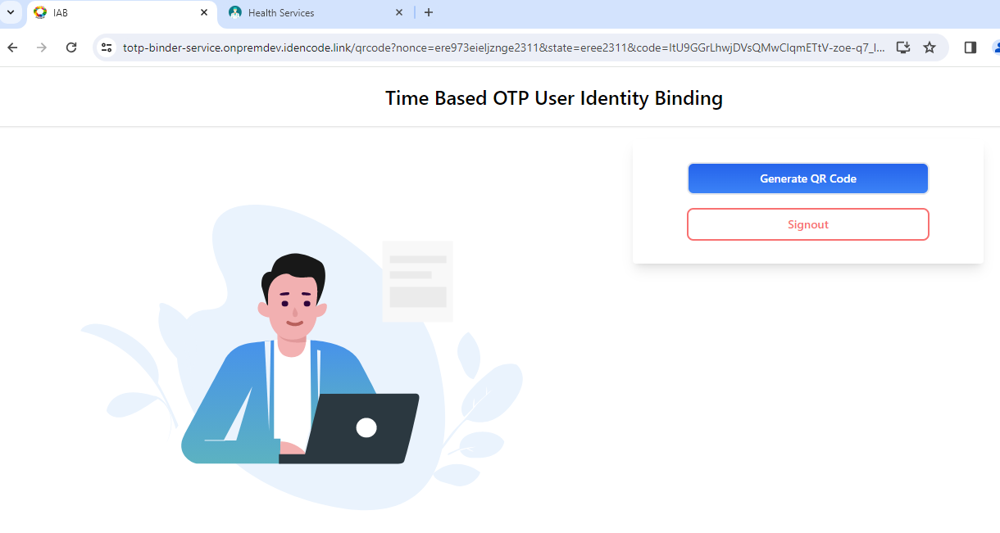 IAB
Health Services
totp-binder-service.onpremdev.idencode.link/qrcode?nonce=ere973eieljznge2311&state=eree2311&code=ItU9GGrLhwjDVsQMwClqmETtV-zoe-q7_I...
Time Based OTP User Identity Binding
Generate QR Code
Signout